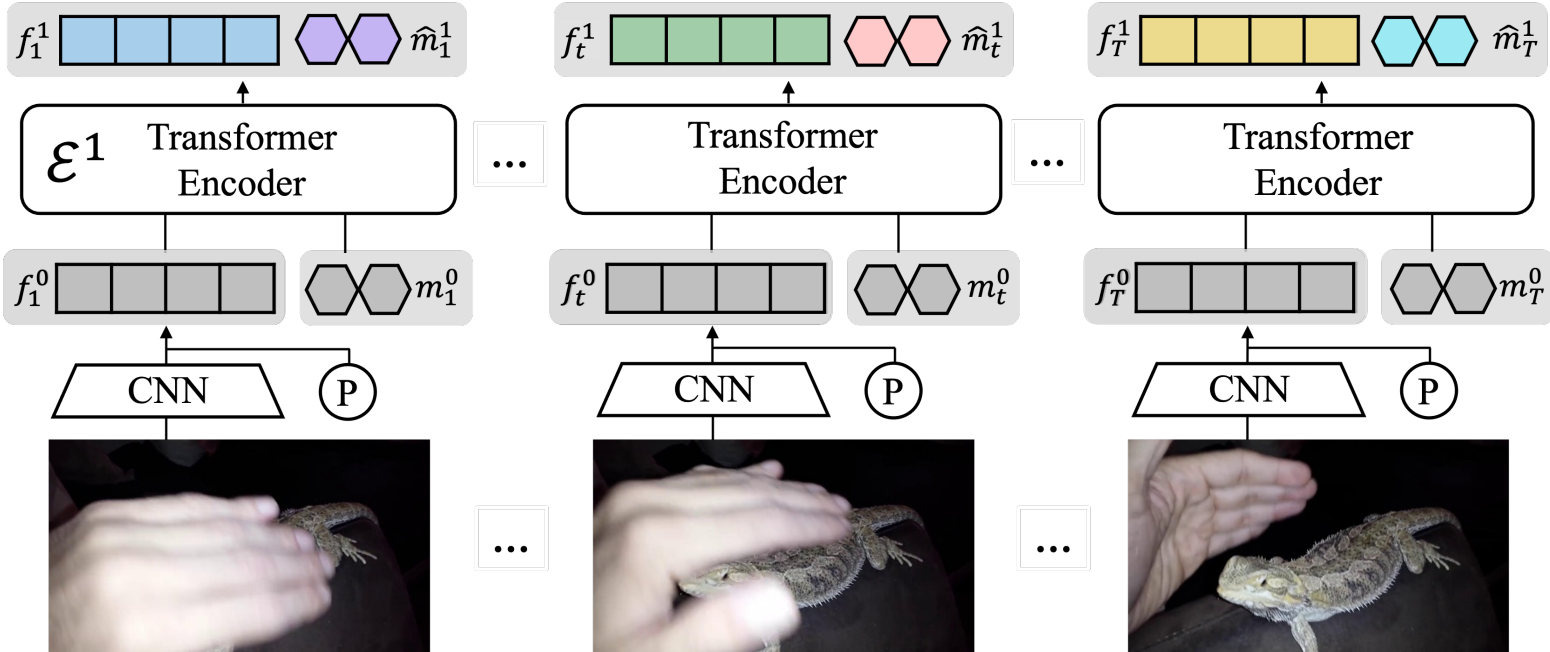 f_1^1 m̂_1^1 f_t^1 m̂_t^1 f_T^1 m̂_T^1
ℰ^1 Transformer
Encoder
...
Transformer
Encoder
...
Transformer
Encoder
f_1^0 m_1^0 f_t^0 m_t^0 f_T^0 m_T^0
CNN P CNN P CNN P
... ...